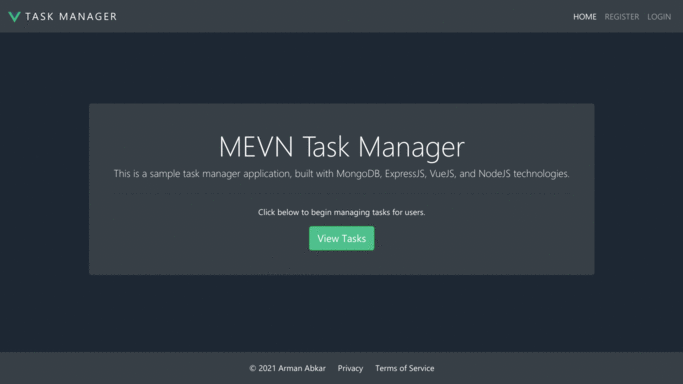 TASK MANAGER
HOME REGISTER LOGIN
MEVN Task Manager
This is a sample task manager application, built with MongoDB, ExpressJS, VueJS, and NodeJS technologies.
Click below to begin managing tasks for users.
View Tasks
© 2021 Arman Abkar Privacy Terms of Service